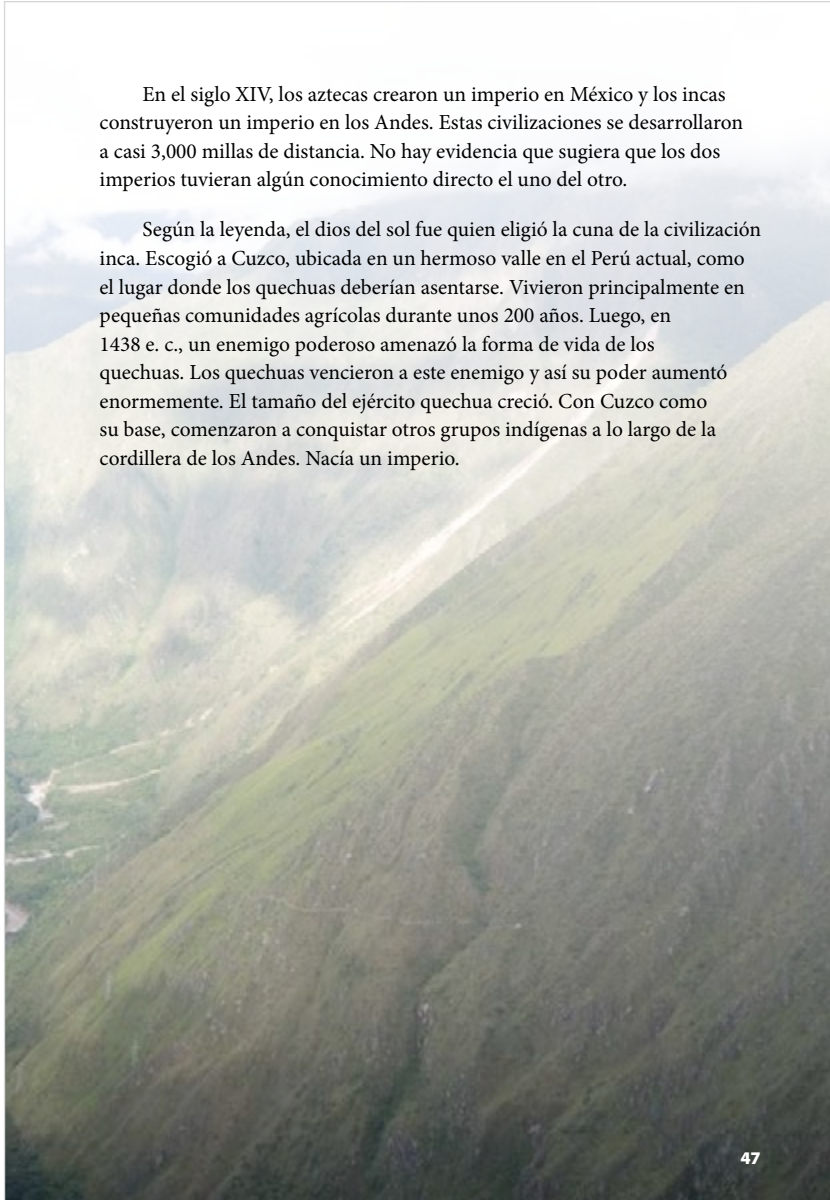 En el siglo XIV, los aztecas crearon un imperio en México y los incas
construyeron un imperio en los Andes. Estas civilizaciones se desarrollaron
a casi 3,000 millas de distancia. No hay evidencia que sugiera que los dos
imperios tuvieran algún conocimiento directo el uno del otro.
Según la leyenda, el dios del sol fue quien eligió la cuna de la civilización
inca. Escogió a Cuzco, ubicada en un hermoso valle en el Perú actual, como
el lugar donde los quechuas deberían asentarse. Vivieron principalmente en
pequeñas comunidades agrícolas durante unos 200 años. Luego, en
1438 e. c., un enemigo poderoso amenazó la forma de vida de los
quechuas. Los quechuas vencieron a este enemigo y así su poder aumentó
enormemente. El tamaño del ejército quechua creció. Con Cuzco como
su base, comenzaron a conquistar otros grupos indígenas a lo largo de la
cordillera de los Andes. Nacía un imperio.
47